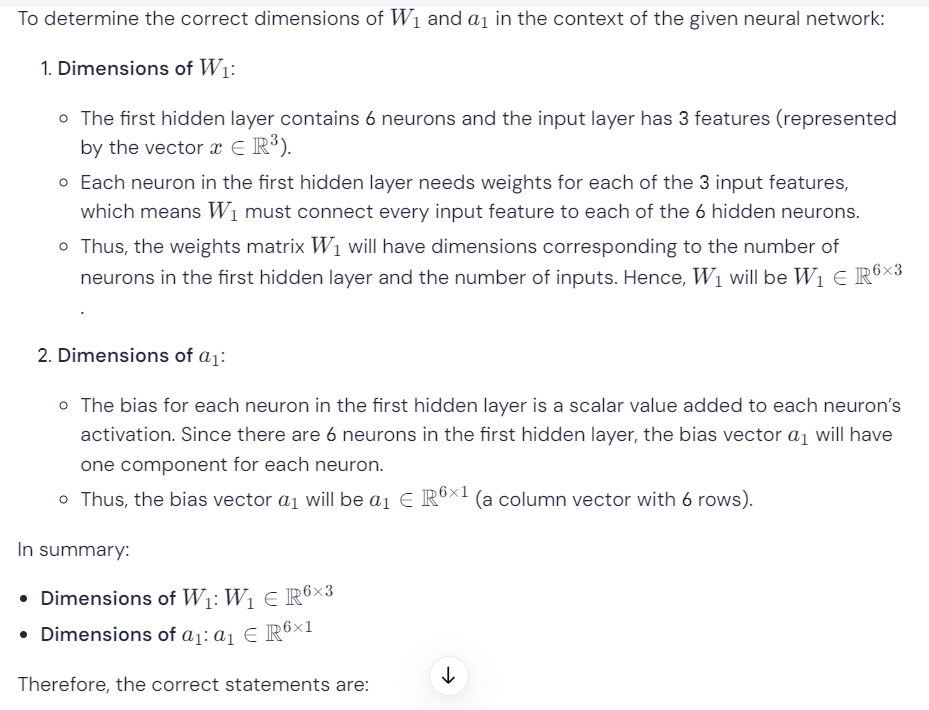 To determine the correct dimensions of W₁ and a₁ in the context of the given neural network:
1. Dimensions of W₁:
○ The first hidden layer contains 6 neurons and the input layer has 3 features (represented
by the vector x ∈ ℝ³).
○ Each neuron in the first hidden layer needs weights for each of the 3 input features,
which means W₁ must connect every input feature to each of the 6 hidden neurons.
○ Thus, the weights matrix W₁ will have dimensions corresponding to the number of
neurons in the first hidden layer and the number of inputs. Hence, W₁ will be W₁ ∈ ℝ⁶ˣ³
.
2. Dimensions of a₁:
○ The bias for each neuron in the first hidden layer is a scalar value added to each neuron’s
activation. Since there are 6 neurons in the first hidden layer, the bias vector a₁ will have
one component for each neuron.
○ Thus, the bias vector a₁ will be a₁ ∈ ℝ⁶ˣ¹ (a column vector with 6 rows).
In summary:
• Dimensions of W₁: W₁ ∈ ℝ⁶ˣ³
• Dimensions of a₁: a₁ ∈ ℝ⁶ˣ¹
Therefore, the correct statements are: